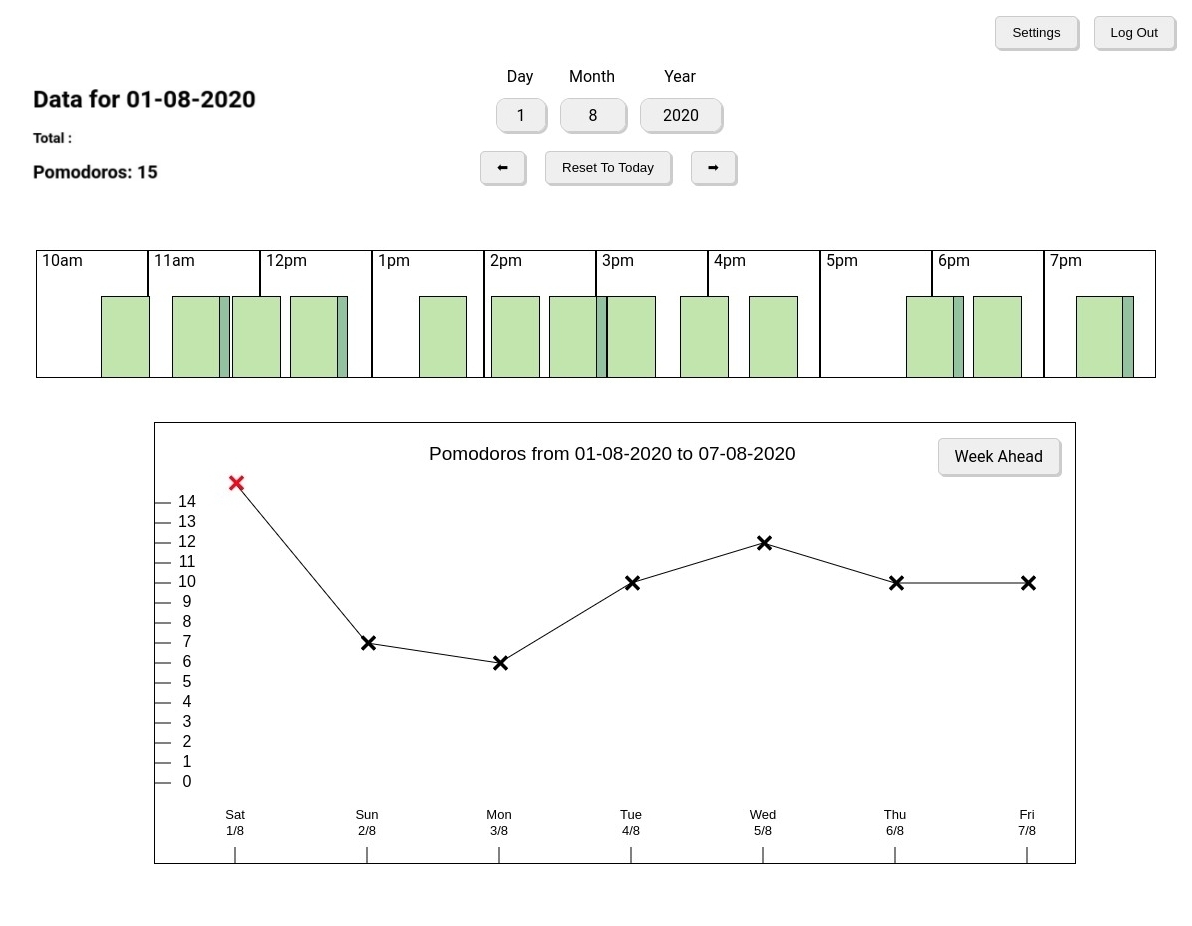 Settings Log Out
Day Month Year
Data for 01-08-2020
1 8 2020
Total :
⬅ Reset To Today ➡
Pomodoros: 15
10am 11am 12pm 1pm 2pm 3pm 4pm 5pm 6pm 7pm
Pomodoros from 01-08-2020 to 07-08-2020
Week Ahead
14
13
12
11
10
9
8
7
6
5
4
3
2
1
0
Sat Sun Mon Tue Wed Thu Fri
1/8 2/8 3/8 4/8 5/8 6/8 7/8